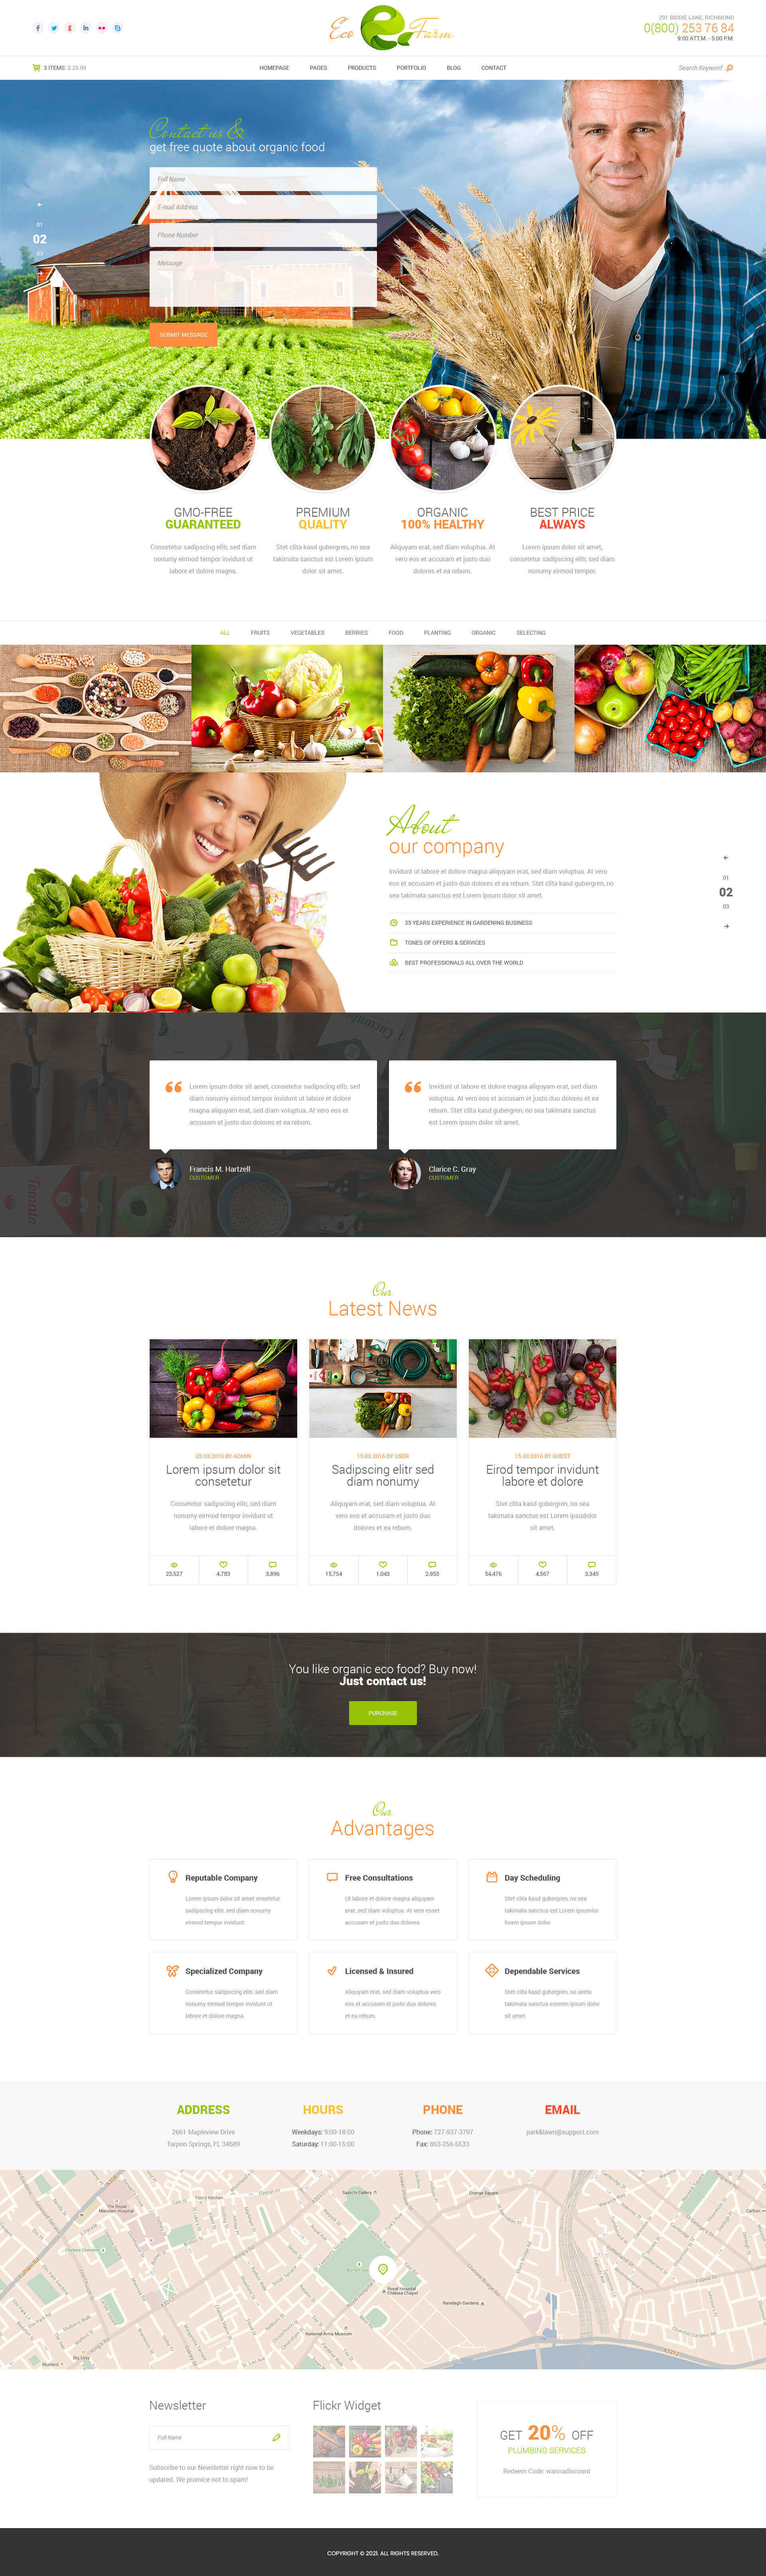 Eco e Farm
291 BIDDIE LANE, RICHMOND
0(800) 253 76 84
9:00 ATT.M. - 5:00 P.M.
3 ITEMS: $ 25.99
HOMEPAGE PAGES PRODUCTS PORTFOLIO BLOG CONTACT
Search Keyword
Contact us &
get free quote about organic food
Full Name
E-mail Address
Phone Number
Message
SUBMIT MESSAGE
01
02
03
GMO-FREE
GUARANTEED
Consetetur sadipscing elitr, sed diam
nonumy eirmod tempor invidunt ut
labore et dolore magna.
PREMIUM
QUALITY
Stet clita kasd gubergren, no sea
takimata sanctus est Lorem ipsum
dolor sit amet.
ORGANIC
100% HEALTHY
Aliquyam erat, sed diam voluptua. At
vero eos et accusam et justo duo
dolores et ea rebum.
BEST PRICE
ALWAYS
Lorem ipsum dolor sit amet,
consetetur sadipscing elitr, sed diam
nonumy eirmod tempor.
ALL FRUITS VEGETABLES BERRIES FOOD PLANTING ORGANIC SELECTING
About
our company
Invidunt ut labore et dolore magna aliquyam erat, sed diam voluptua. At vero
eos et accusam et justo duo dolores et ea rebum. Stet clita kasd gubergren, no
sea takimata sanctus est Lorem ipsum dolor sit amet.
35 YEARS EXPERIENCE IN GARDENING BUSINESS
TONES OF OFFERS & SERVICES
BEST PROFESSIONALS ALL OVER THE WORLD
01
02
03
Lorem ipsum dolor sit amet, consetetur sadipscing elitr, sed
diam nonumy eirmod tempor invidunt ut labore et dolore
magna aliquyam erat, sed diam voluptua. At vero eos et
accusam et justo duo dolores et ea rebum.
Francis M. Hartzell
CUSTOMER
Invidunt ut labore et dolore magna aliquyam erat, sed diam
voluptua. At vero eos et accusam et justo duo dolores et ea
rebum. Stet clita kasd gubergren, no sea takimata sanctus
est Lorem ipsum dolor sit amet.
Clarice C. Gray
CUSTOMER
Tomato
Our
Latest News
23.03.2016 BY ADMIN
Lorem ipsum dolor sit
consetetur
Consetetur sadipscing elitr, sed diam
nonumy eirmod tempor invidunt ut
labore et dolore magna.
23,527 4,783 3,896
15.03.2016 BY USER
Sadipscing elitr sed
diam nonumy
Aliquyam erat, sed diam voluptua. At
vero eos et accusam et justo duo
dolores et ea rebum.
15,754 1,043 2,933
15.03.2016 BY GUEST
Eirod tempor invidunt
labore et dolore
Stet clita kasd gubergren, no sea
takimata sanctus est Lorem ipsudolor
sit amet.
54,476 4,567 3,345
You like organic eco food? Buy now!
Just contact us!
PURCHASE
Our
Advantages
Reputable Company
Lorem ipsum dolor sit amet onsetetur
sadipscing elitr, sed diam nonumy
eirmod tempor invidunt.
Free Consultations
Ut labore et dolore magna aliquyam
erat, sed diam voluptua. At vero esset
accusam et justo duo dolores.
Day Scheduling
Stet clita kasd gubergren, no sea
takimata sanctus est Lorem ipsumlor
lorem ipsum dolor.
Specialized Company
Consetetur sadipscing elitr, sed diam
nonumy eirmod tempor invidunt ut
labore et dolore magna.
Licensed & Insured
Aliquyam erat, sed diam voluptua vero
eos et accusam et justo duo dolores
et ea rebum.
Dependable Services
Stet clita kasd gubergren, no senta
takimata sanctus esprem ipsum dolor
sit amet.
ADDRESS
2661 Mapleview Drive
Tarpon Springs, FL 34689
HOURS
Weekdays: 9:00-18:00
Saturday: 11:00-15:00
PHONE
Phone: 727-937-3797
Fax: 863-256-5533
EMAIL
park&lawn@support.com
Saatchi Gallery
The Royal
Marsden Hospital
Royal Hospital
Chelsea Chapel
National Army Museum
Ranelagh Gardens
A3212
Newsletter
Full Name
Subscribe to our Newsletter right now to be
updated. We promice not to spam!
Flickr Widget
GET 20% OFF
PLUMBING SERVICES
Redeem Code: wannadiscount
COPYRIGHT © 2021. ALL RIGHTS RESERVED.